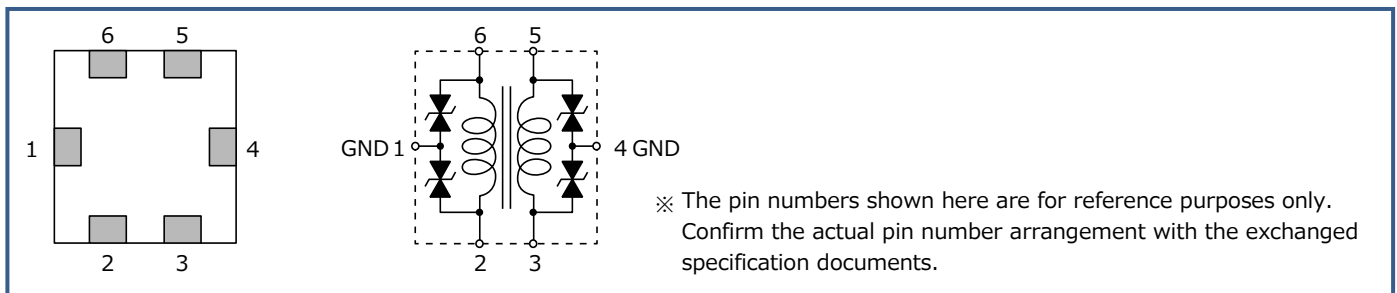 6 5
1 4
2 3
6 5
GND 1 4 GND
2 3
※ The pin numbers shown here are for reference purposes only.
Confirm the actual pin number arrangement with the exchanged
specification documents.